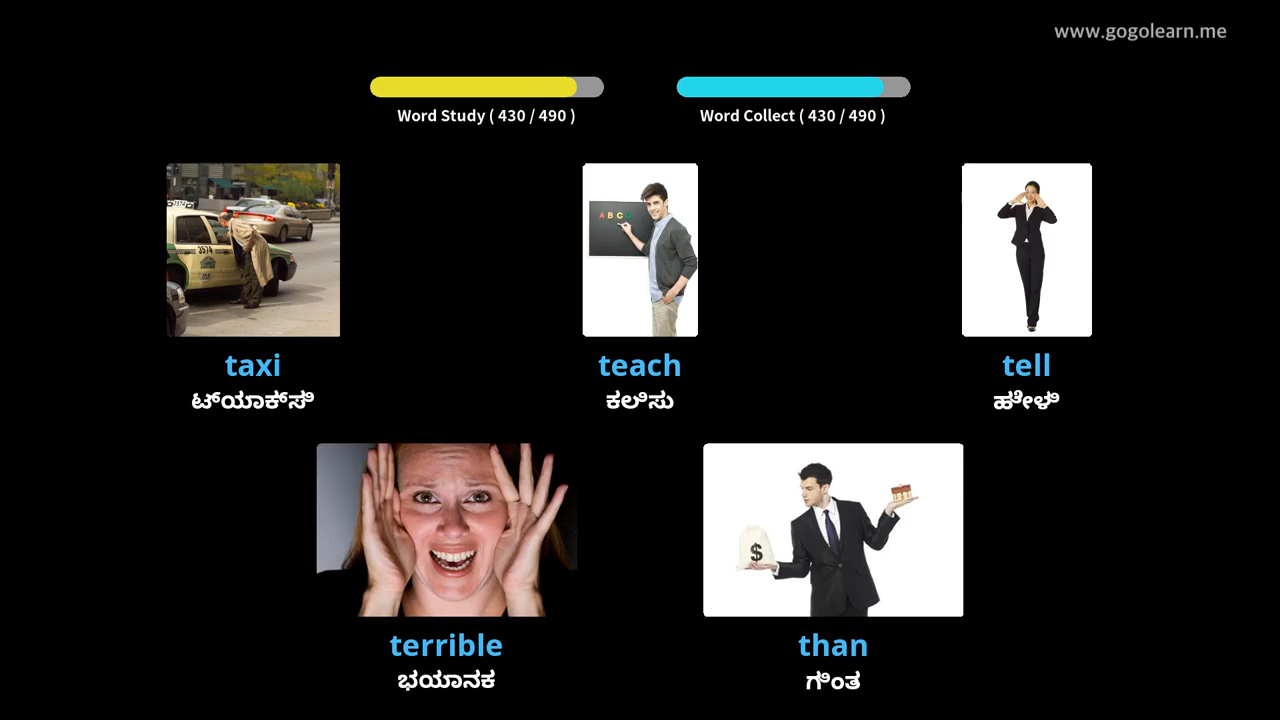 www.gogolearn.me
Word Study ( 430 / 490 )
Word Collect ( 430 / 490 )
3574
A B C D
taxi
ಟ್ಯಾಕ್ಸಿ
teach
ಕಲಿಸು
tell
ಹೇಳಿ
$
terrible
ಭಯಾನಕ
than
ಗಿಂತ